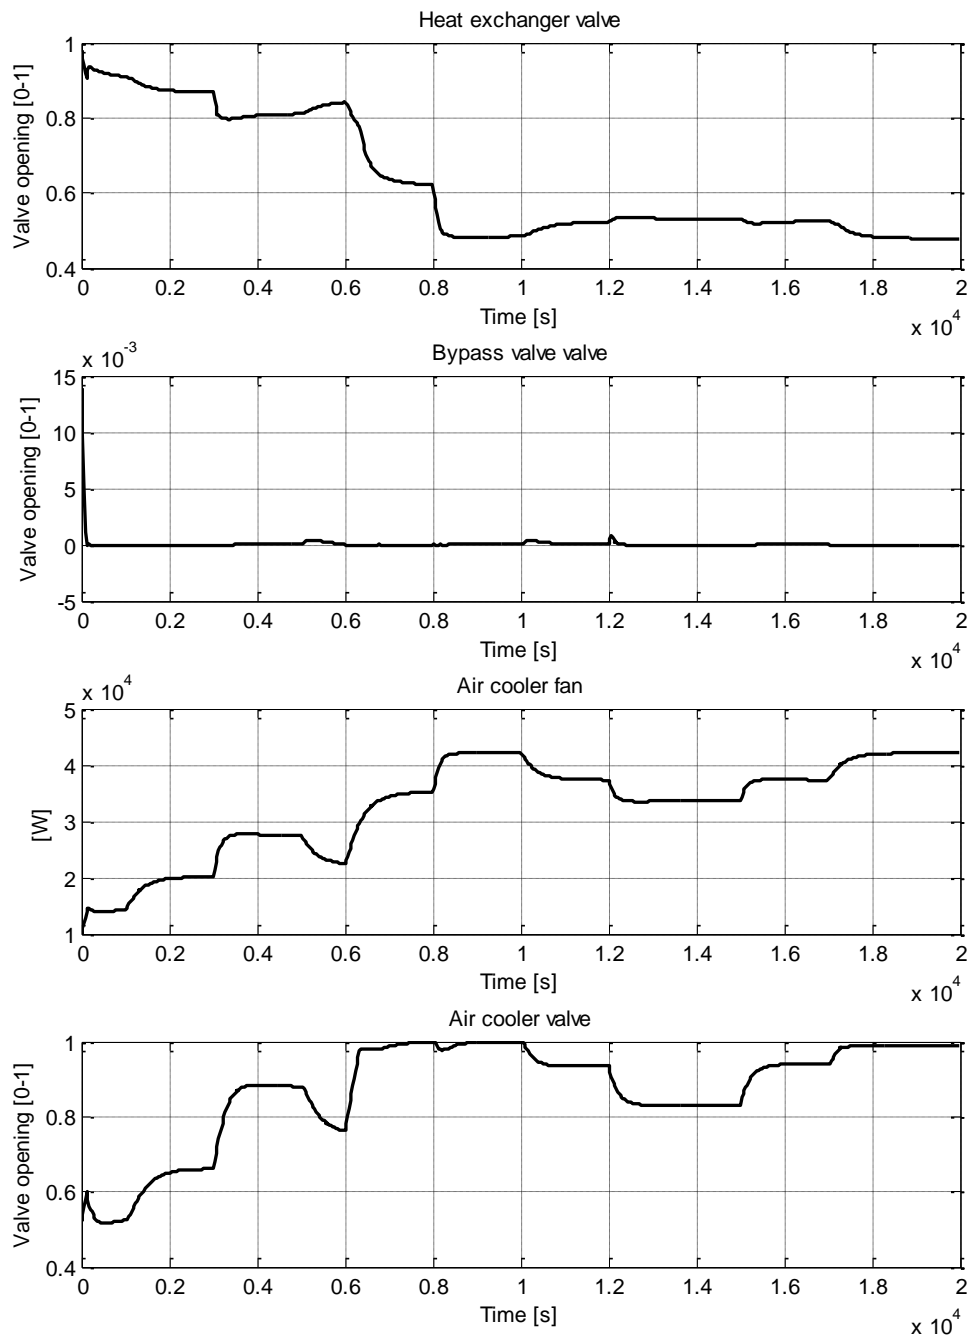 Heat exchanger valve
Valve opening [0-1]
1
0.8
0.6
0.4
0 0.2 0.4 0.6 0.8 1 1.2 1.4 1.6 1.8 2
Time [s]
x 10^4
x 10^-3
Bypass valve valve
Valve opening [0-1]
15
10
5
0
-5
0 0.2 0.4 0.6 0.8 1 1.2 1.4 1.6 1.8 2
Time [s]
x 10^4
x 10^4
Air cooler fan
[W]
5
4
3
2
1
0 0.2 0.4 0.6 0.8 1 1.2 1.4 1.6 1.8 2
Time [s]
x 10^4
Air cooler valve
Valve opening [0-1]
1
0.8
0.6
0.4
0 0.2 0.4 0.6 0.8 1 1.2 1.4 1.6 1.8 2
Time [s]
x 10^4